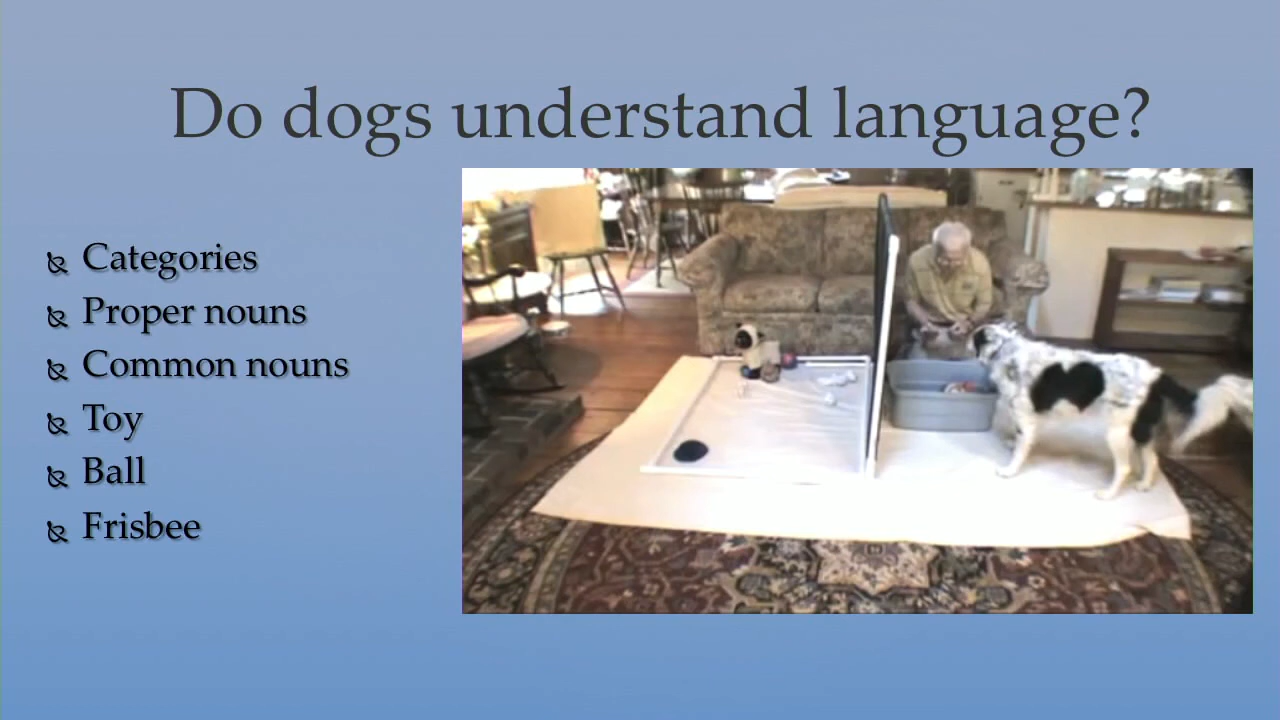 Do dogs understand language?
Categories
Proper nouns
Common nouns
Toy
Ball
Frisbee